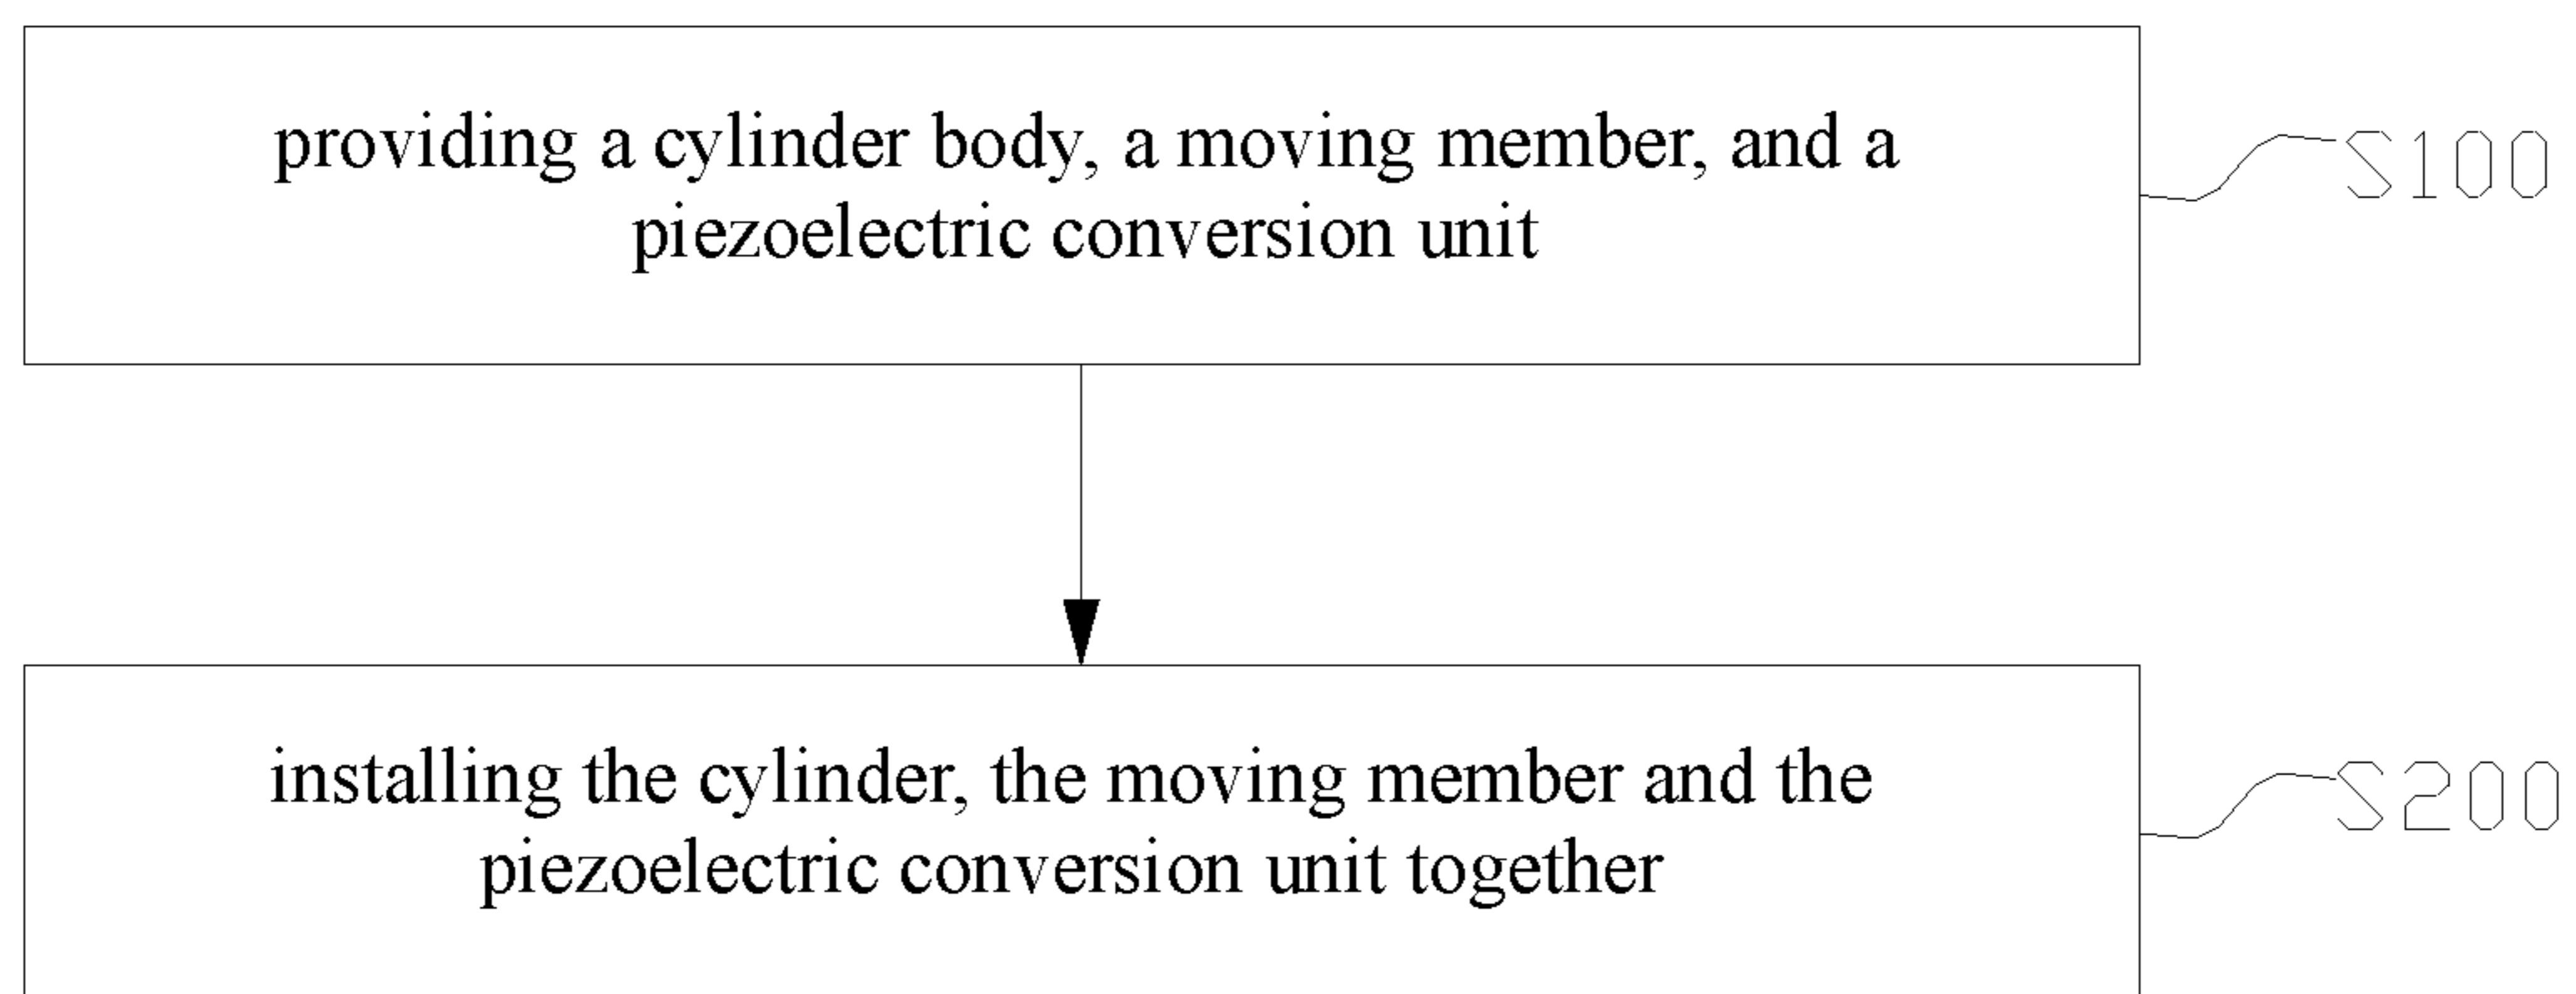 providing a cylinder body, a moving member, and a
piezoelectric conversion unit
S100
installing the cylinder, the moving member and the
piezoelectric conversion unit together
S200